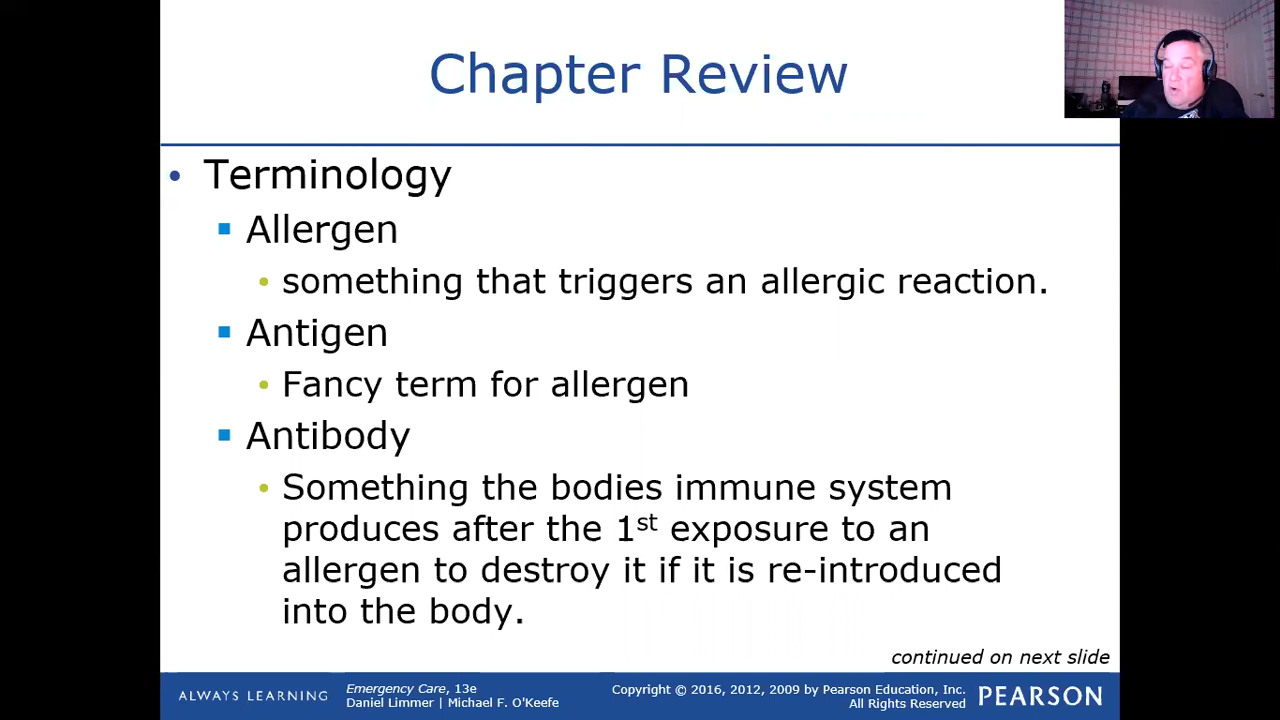 Chapter Review
• Terminology
▪ Allergen
• something that triggers an allergic reaction.
▪ Antigen
• Fancy term for allergen
▪ Antibody
• Something the bodies immune system
produces after the 1st exposure to an
allergen to destroy it if it is re-introduced
into the body.
continued on next slide
ALWAYS LEARNING
Emergency Care, 13e
Daniel Limmer | Michael F. O'Keefe
Copyright © 2016, 2012, 2009 by Pearson Education, Inc.
All Rights Reserved
PEARSON